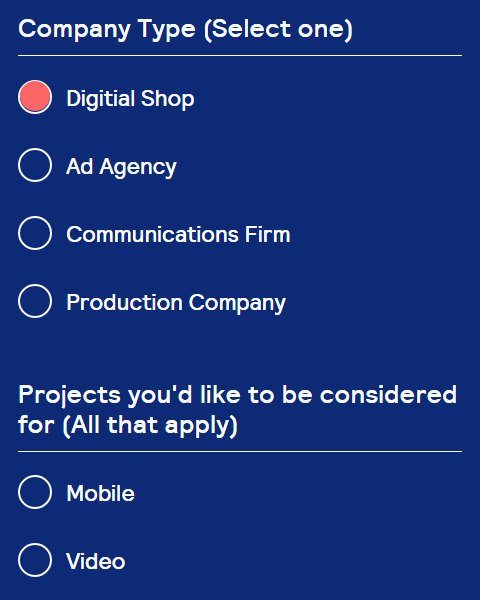 Company Type (Select one)
Digitial Shop
Ad Agency
Communications Firm
Production Company
Projects you'd like to be considered
for (All that apply)
Mobile
Video